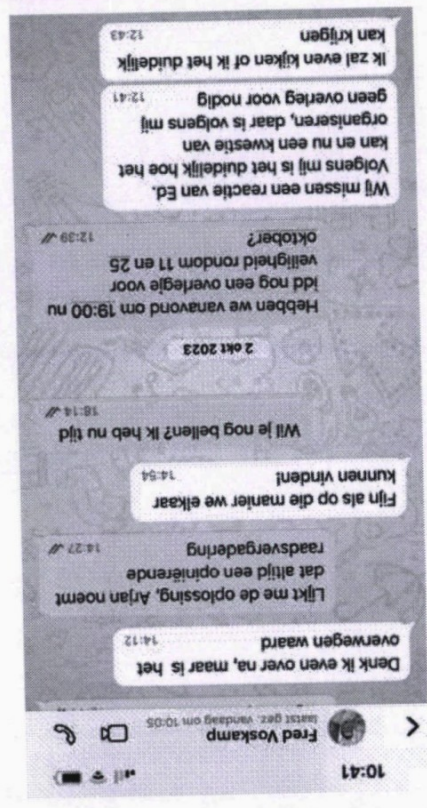 10:41
Fred Voskamp
laatst gez. vandaag om 10:05
Denk ik even over na, maar is het
overwegen waard 14:12
Lijkt me de oplossing, Arjan noemt
dat altijd een opiniërende
raadsvergadering 14:27
Fijn als op die manier we elkaar
kunnen vinden! 14:54
Wil je nog bellen? Ik heb nu tijd
18:14
2 okt 2023
Hebben we vanavond om 19:00 nu
idd nog een overlegje voor
veiligheid rondom 11 en 25
oktober? 12:39
Wij missen een reactie van Ed.
Volgens mij is het duidelijk hoe het
kan en nu een kwestie van
organiseren, daar is volgens mij
geen overleg voor nodig 12:41
Ik zal even kijken of ik het duidelijk
kan krijgen 12:43